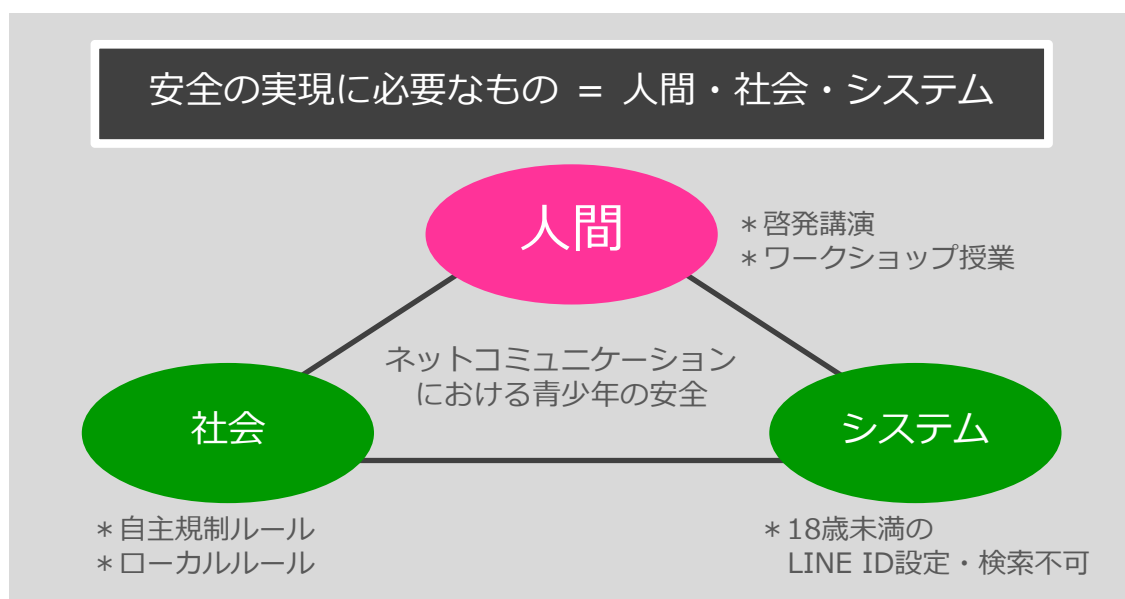 安全の実現に必要なもの = 人間・社会・システム
人間
＊啓発講演
＊ワークショップ授業
ネットコミュニケーション
における青少年の安全
社会
システム
＊自主規制ルール
＊ローカルルール
＊18歳未満の
LINE ID設定・検索不可